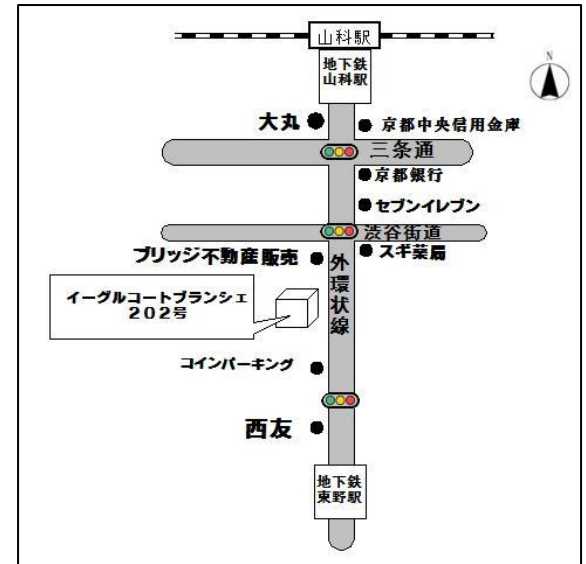 山科駅
N
地下鉄
山科駅
大丸
京都中央信用金庫
三条通
京都銀行
セブンイレブン
渋谷街道
ブリッジ不動産販売
スギ薬局
外環状線
イーグルコートブランシェ
202号
コインパーキング
西友
地下鉄
東野駅